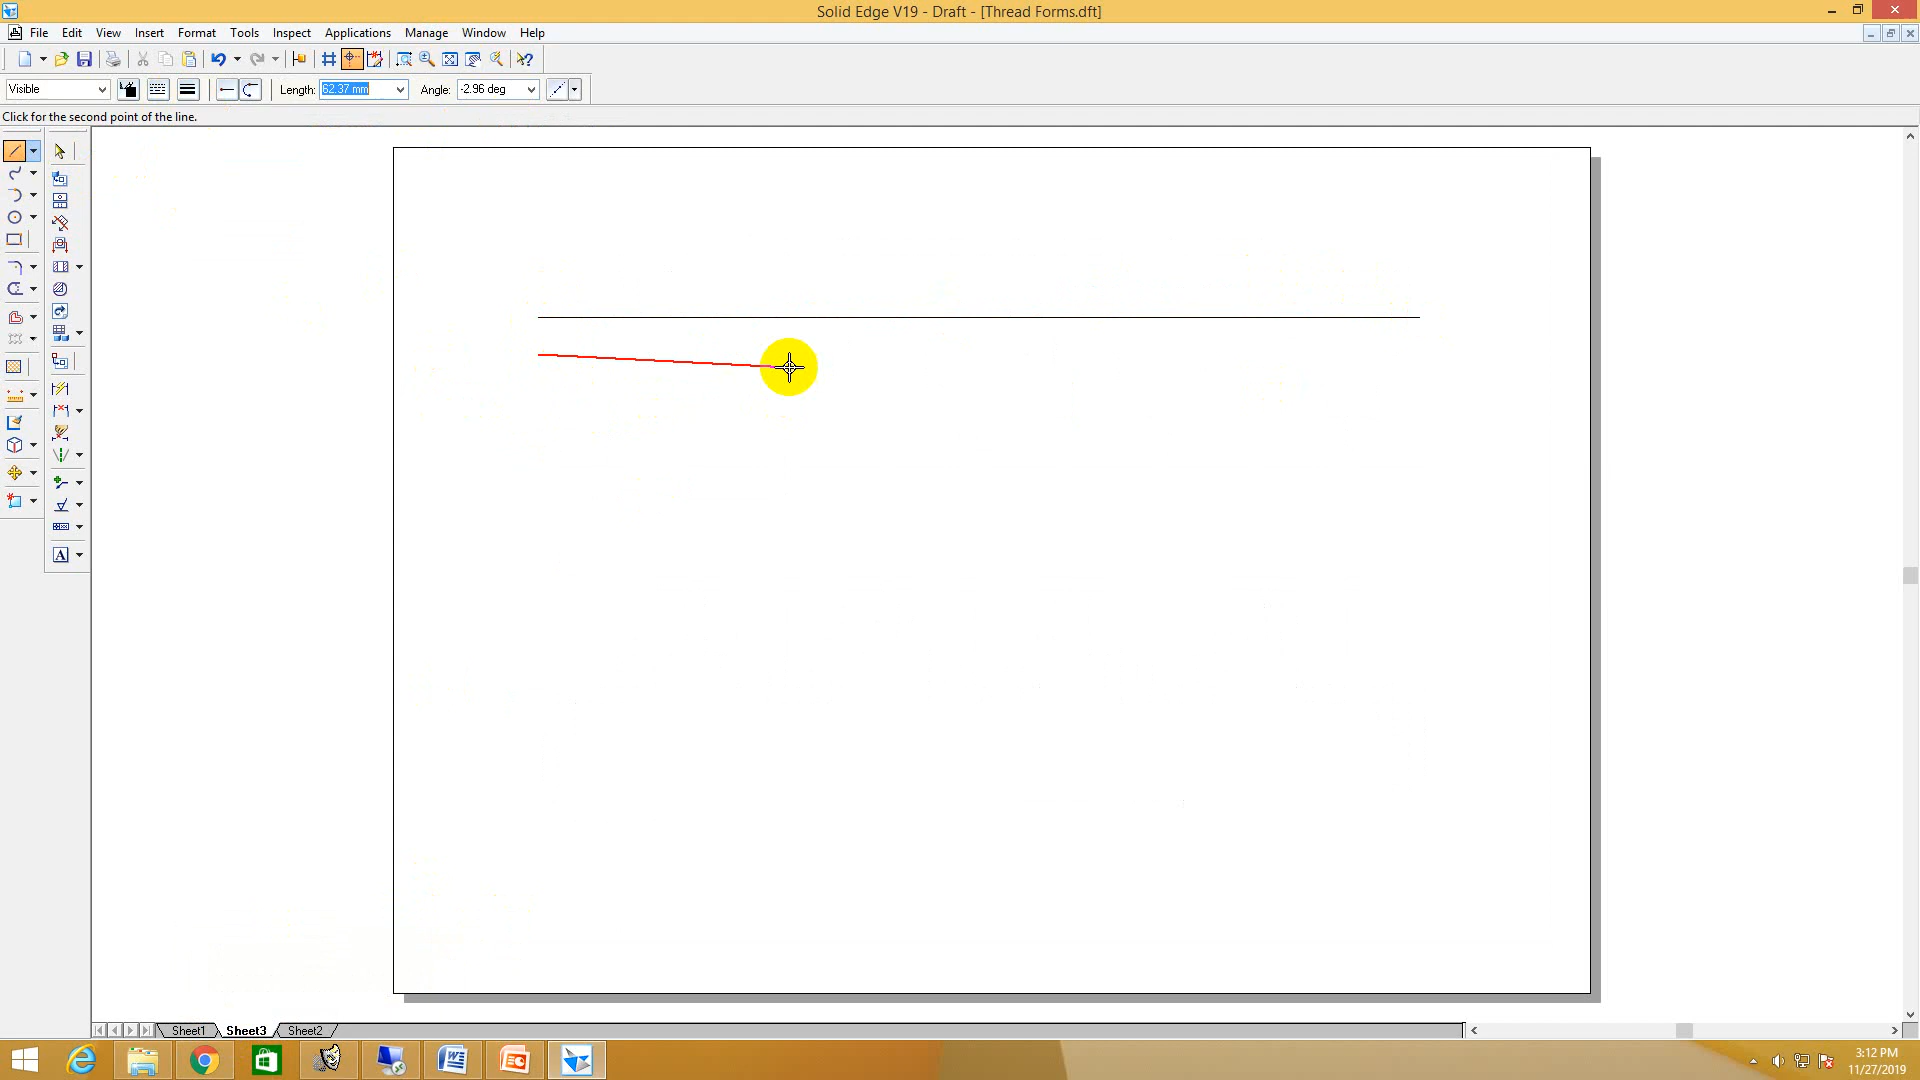 Solid Edge V19 - Draft - [Thread Forms.dft]
File Edit View Insert Format Tools Inspect Applications Manage Window Help
Visible Length: 62.37 mm Angle: -2.96 deg
Click for the second point of the line.
A
Sheet1 Sheet3 Sheet2
3:12 PM
11/27/2019